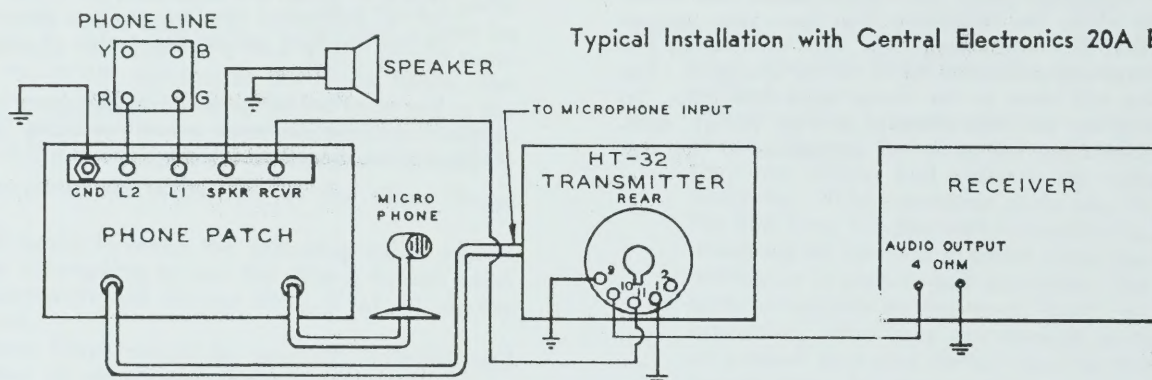 PHONE LINE
Typical Installation with Central Electronics 20A
Y B
SPEAKER
R G
TO MICROPHONE INPUT
GND L2 L1 SPKR RCVR
MICRO
PHONE
PHONE PATCH
HT-32
TRANSMITTER
REAR
9 10 11 1 2
RECEIVER
AUDIO OUTPUT
4 OHM